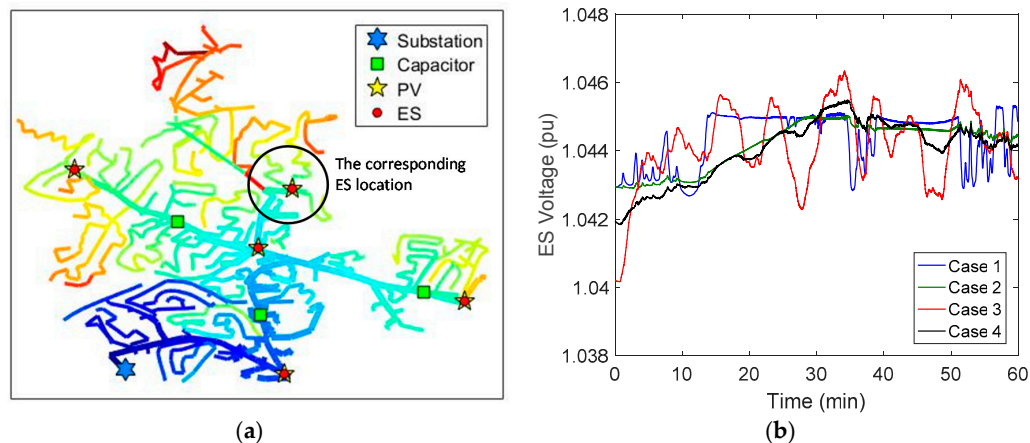 Substation
Capacitor
PV
ES
The corresponding
ES location
(a)
ES Voltage (pu)
1.048
1.046
1.044
1.042
1.04
1.038
0
10
20
30
40
50
60
Time (min)
Case 1
Case 2
Case 3
Case 4
(b)